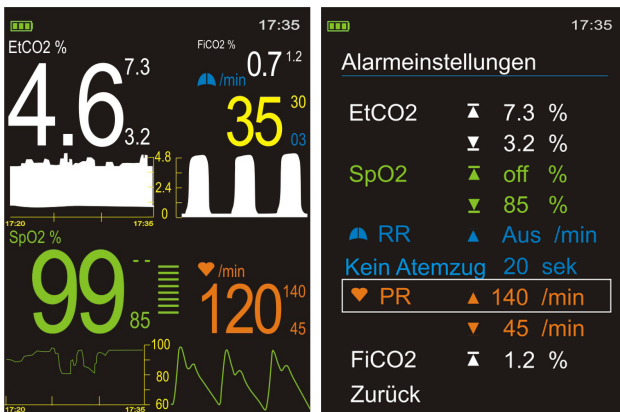 17:35
EtCO2 %
4.6
7.3
3.2
FiCO2 %
0.7
1.2
/min
35
30
03
4.8
2.4
0
17:20
17:35
SpO2 %
99
--
85
/min
120
140
45
100
80
60
17:20
17:35
17:35
Alarmeinstellungen
EtCO2 7.3 %
3.2 %
SpO2 off %
85 %
RR Aus /min
Kein Atemzug 20 sek
PR 140 /min
45 /min
FiCO2 1.2 %
Zurück